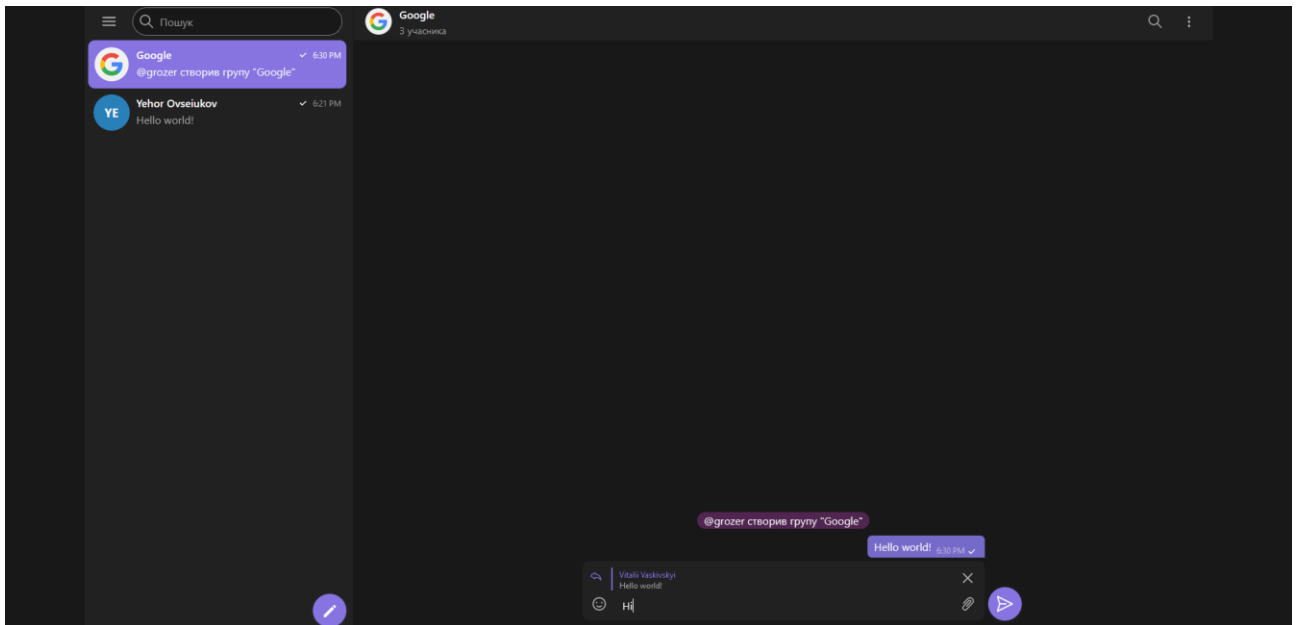 Пошук
Google
6:30 PM
@grozer створив групу "Google"
YE
Yehor Ovseiukov
6:21 PM
Hello world!
Google
3 учасника
@grozer створив групу "Google"
Hello world! 6:30 PM
Vitalii Vaskivskyi
Hello world!
Hi